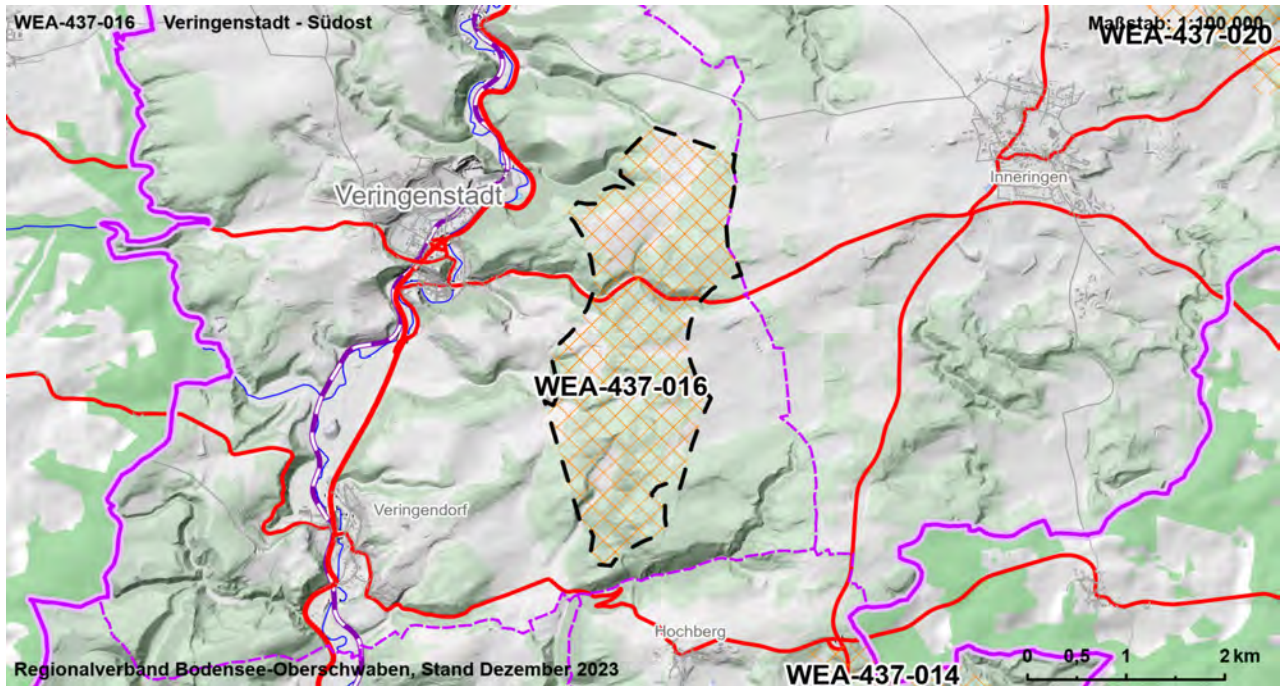 WEA-437-016 Veringenstadt - Südost
Maßstab: 1:100 000
WEA-437-020
Inneringen
Veringenstadt
WEA-437-016
Veringendorf
Hochberg
WEA-437-014
0 0,5 1 2 km
Regionalverband Bodensee-Oberschwaben, Stand Dezember 2023